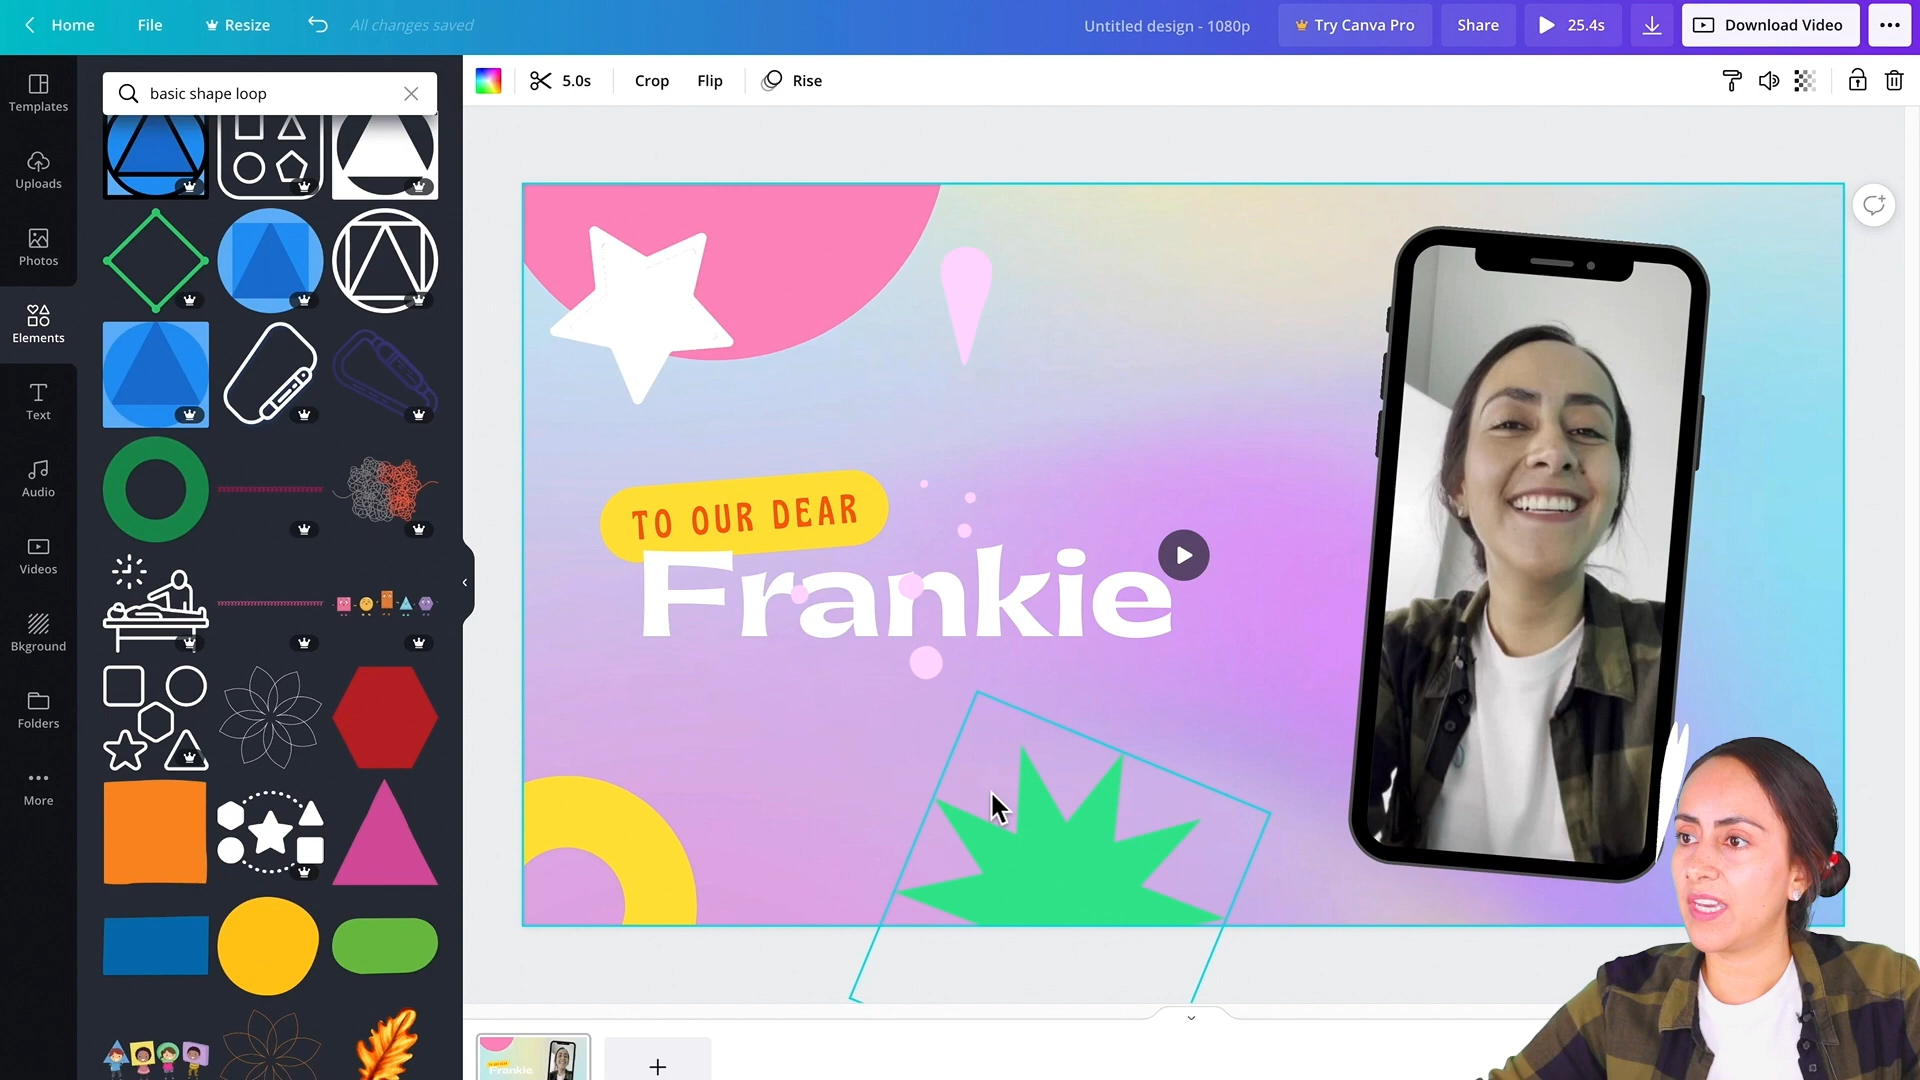 Home
File
Resize
All changes saved
Untitled design - 1080p
Try Canva Pro
Share
25.4s
Download Video
Templates
Uploads
Photos
Elements
Text
Audio
Videos
Bkground
Folders
More
basic shape loop
5.0s
Crop
Flip
Rise
TO OUR DEAR
Frankie